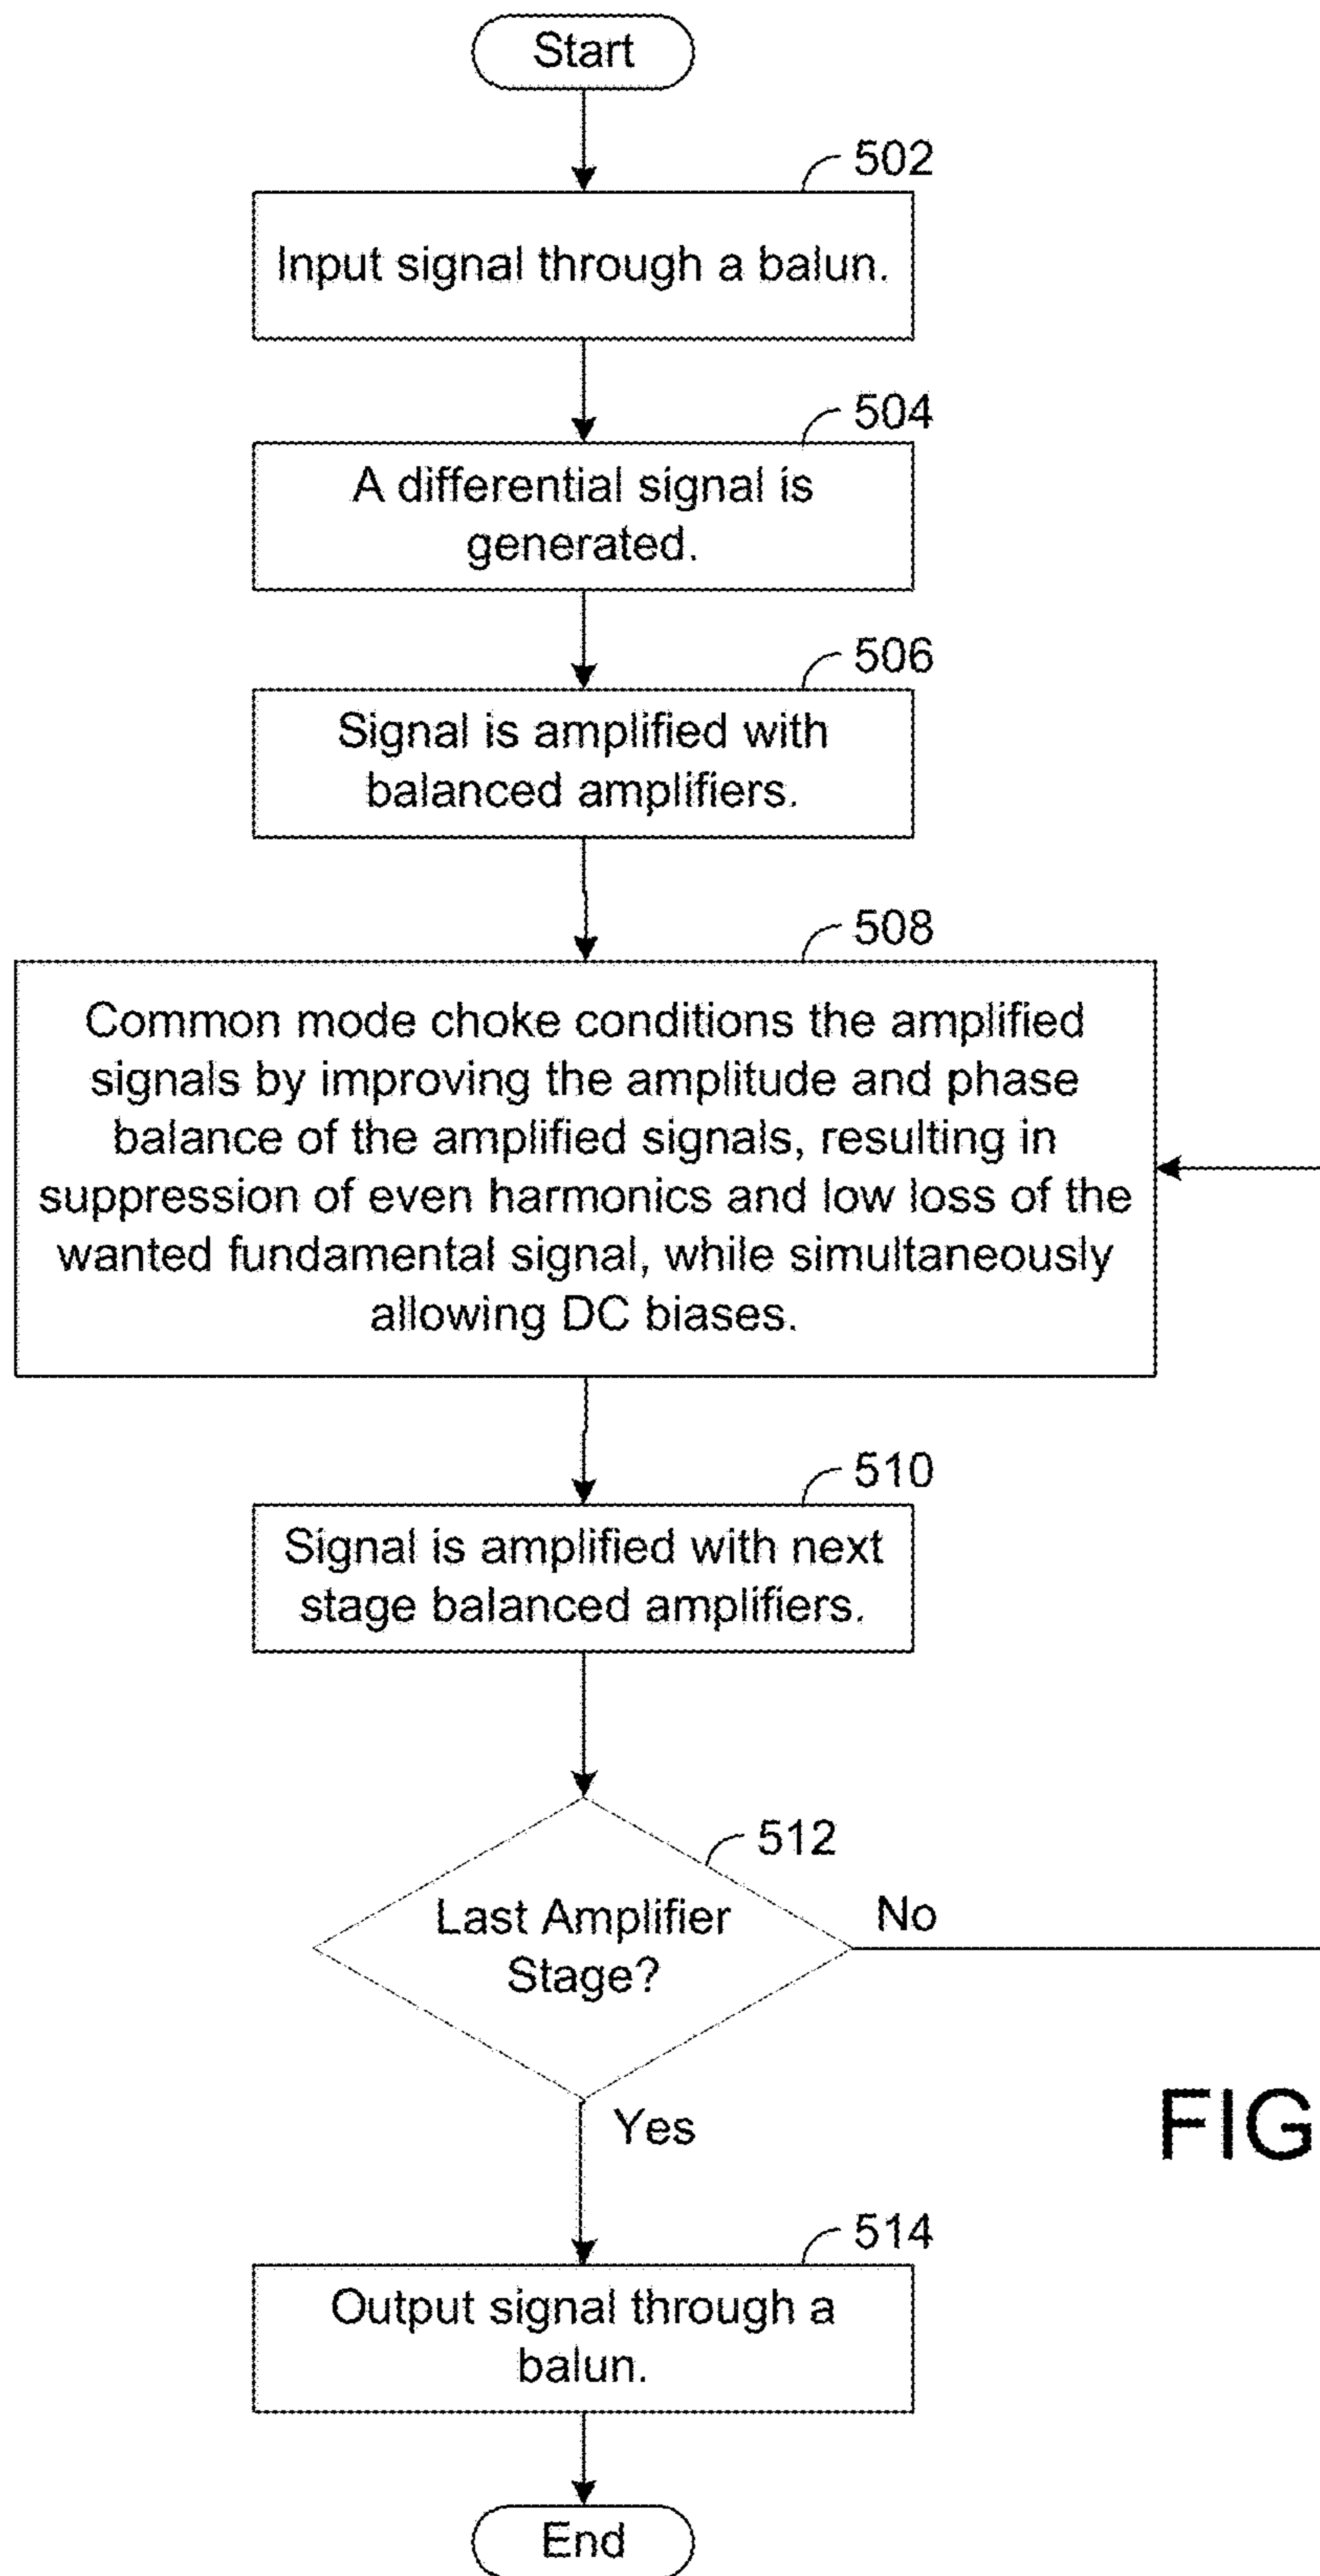 Start
502
Input signal through a balun.
504
A differential signal is
generated.
506
Signal is amplified with
balanced amplifiers.
508
Common mode choke conditions the amplified
signals by improving the amplitude and phase
balance of the amplified signals, resulting in
suppression of even harmonics and low loss of the
wanted fundamental signal, while simultaneously
allowing DC biases.
510
Signal is amplified with next
stage balanced amplifiers.
512
Last Amplifier
Stage?
No
Yes
FIG
514
Output signal through a
balun.
End